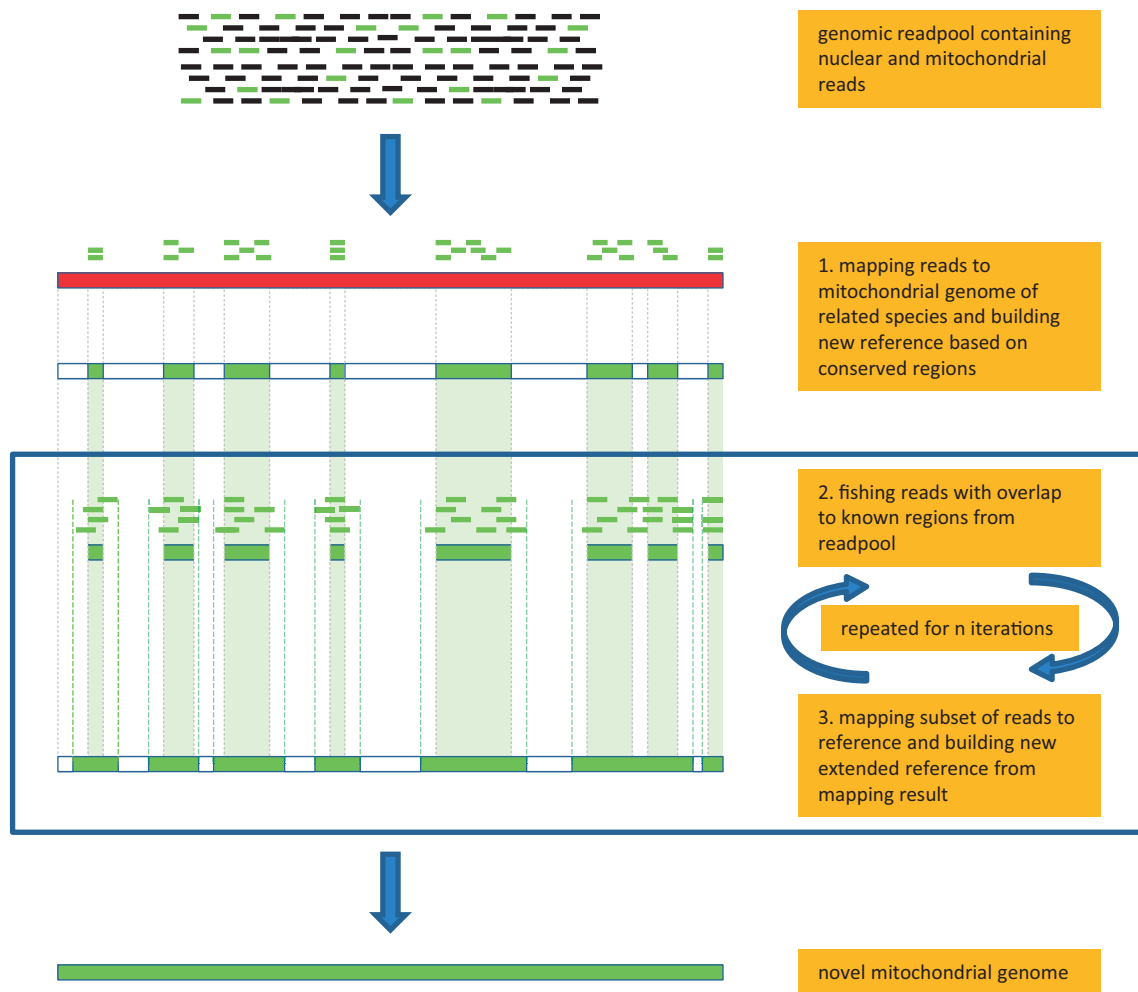 genomic readpool containing
nuclear and mitochondrial
reads
1. mapping reads to
mitochondrial genome of
related species and building
new reference based on
conserved regions
2. fishing reads with overlap
to known regions from
readpool
repeated for n iterations
3. mapping subset of reads to
reference and building new
extended reference from
mapping result
novel mitochondrial genome